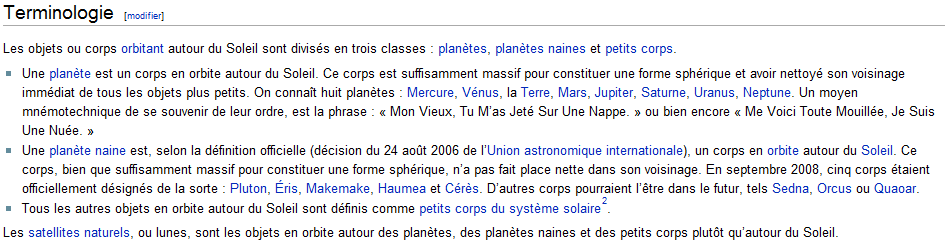 Terminologie [modifier]
Les objets ou corps orbitant autour du Soleil sont divisés en trois classes : planètes, planètes naines et petits corps.
Une planète est un corps en orbite autour du Soleil. Ce corps est suffisamment massif pour constituer une forme sphérique et avoir nettoyé son voisinage
immédiat de tous les objets plus petits. On connaît huit planètes : Mercure, Vénus, la Terre, Mars, Jupiter, Saturne, Uranus, Neptune. Un moyen
mnémotechnique de se souvenir de leur ordre, est la phrase : « Mon Vieux, Tu M'as Jeté Sur Une Nappe. » ou bien encore « Me Voici Toute Mouillée, Je Suis
Une Nuée. »
Une planète naine est, selon la définition officielle (décision du 24 août 2006 de l'Union astronomique internationale), un corps en orbite autour du Soleil. Ce
corps, bien que suffisamment massif pour constituer une forme sphérique, n'a pas fait place nette dans son voisinage. En septembre 2008, cinq corps étaient
officiellement désignés de la sorte : Pluton, Éris, Makemake, Haumea et Cérès. D'autres corps pourraient l'être dans le futur, tels Sedna, Orcus ou Quaoar.
Tous les autres objets en orbite autour du Soleil sont définis comme petits corps du système solaire².
Les satellites naturels, ou lunes, sont les objets en orbite autour des planètes, des planètes naines et des petits corps plutôt qu'autour du Soleil.